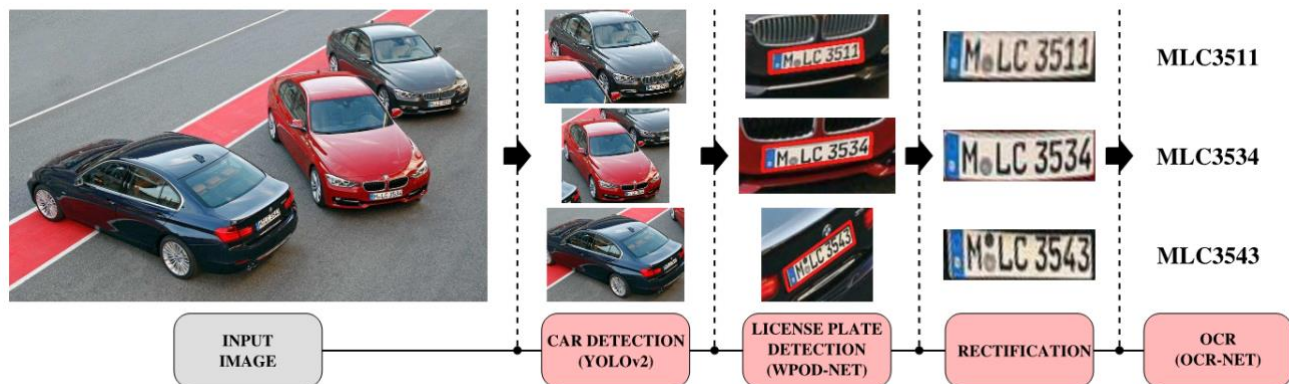 M LC 3511
M LC 3511
MLC3511
M LC 3534
M LC 3534
MLC3534
M LC 3543
M LC 3543
MLC3543
INPUT
IMAGE
CAR DETECTION
(YOLOv2)
LICENSE PLATE
DETECTION
(WPOD-NET)
RECTIFICATION
OCR
(OCR-NET)